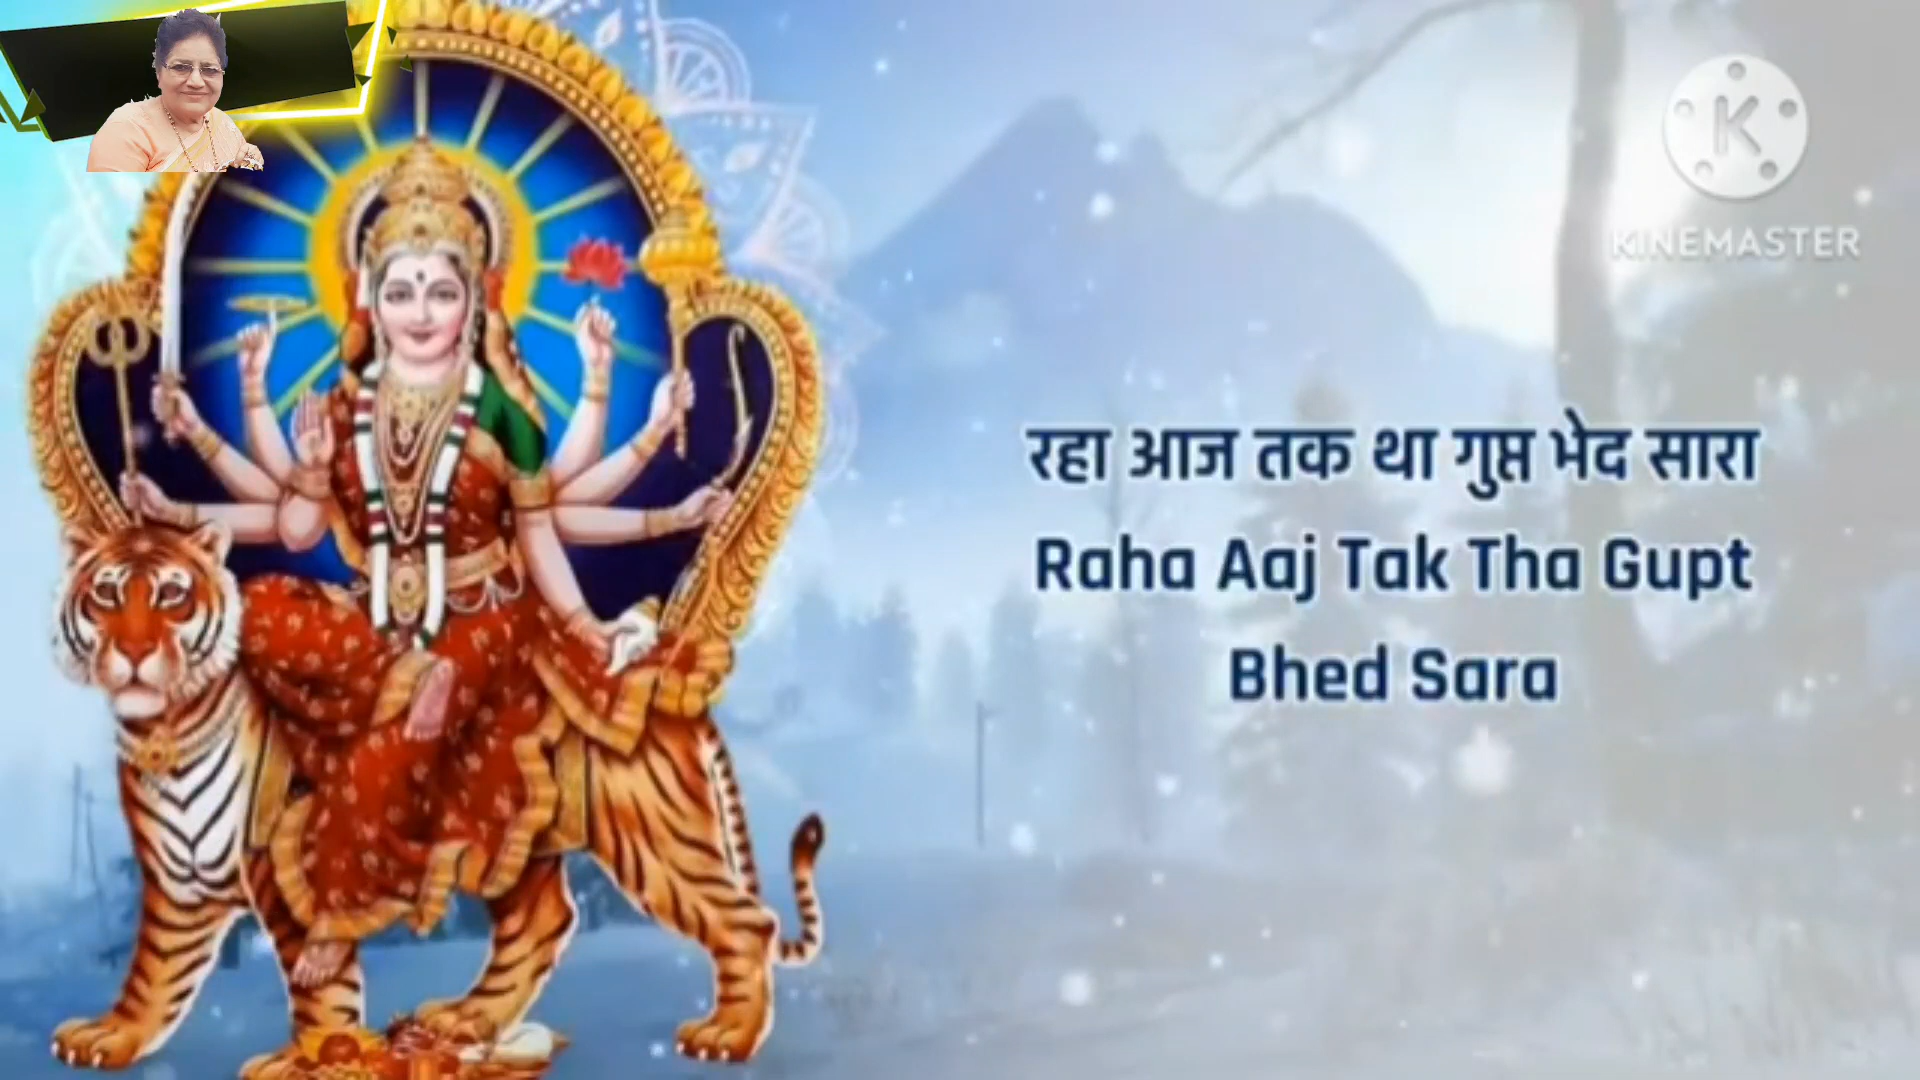 K
KINEMASTER
रहा आज तक था गुप्त भेद सारा
Raha Aaj Tak Tha Gupt
Bhed Sara